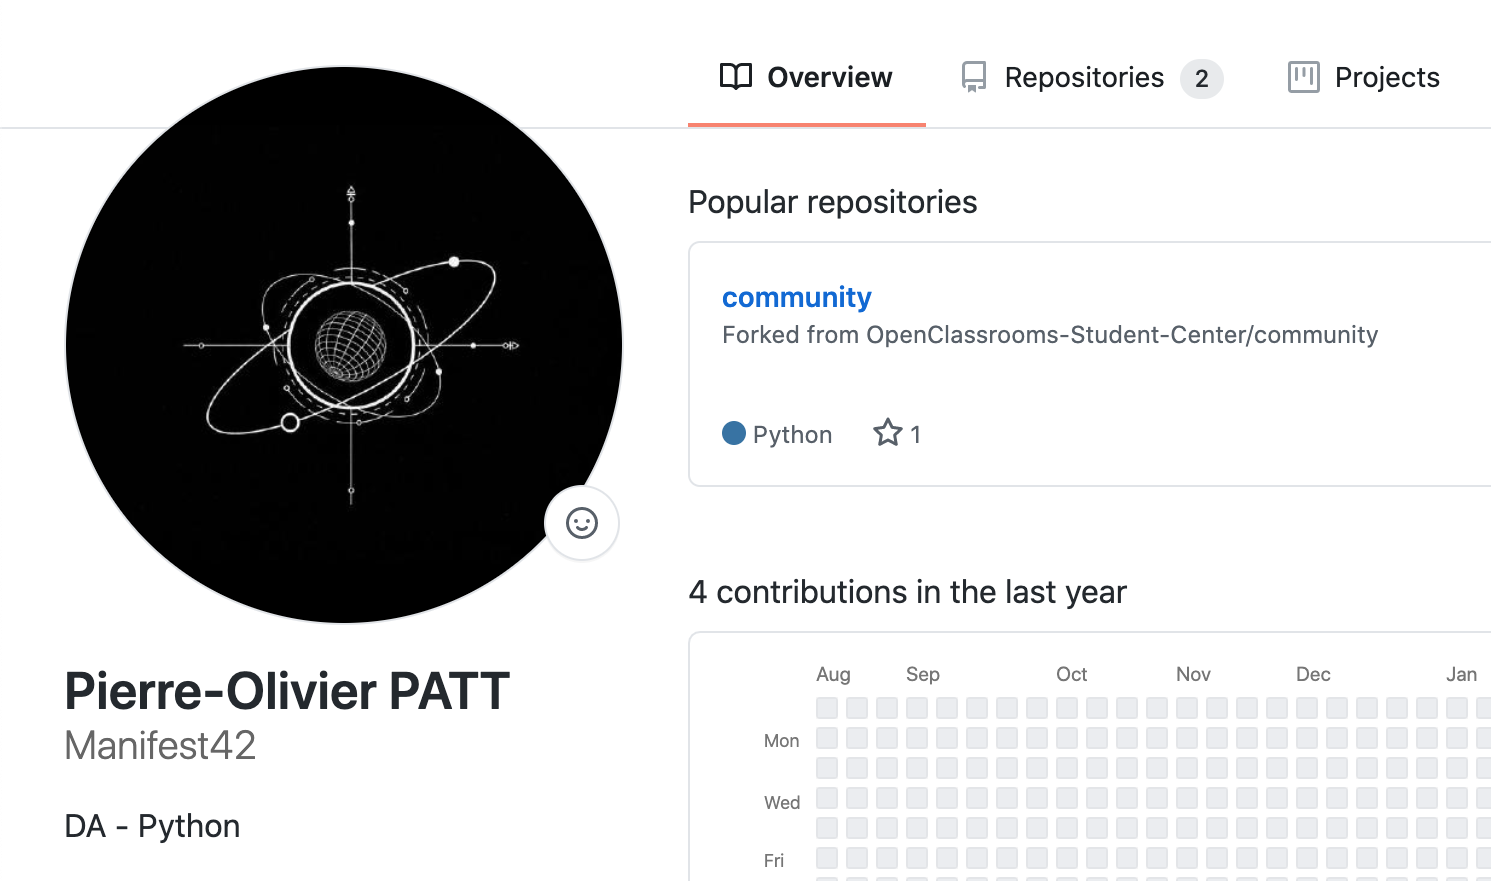 Overview
Repositories 2
Projects
Popular repositories
community
Forked from OpenClassrooms-Student-Center/community
Python 1
4 contributions in the last year
Aug Sep Oct Nov Dec Jan
Mon
Wed
Fri
Pierre-Olivier PATT
Manifest42
DA - Python